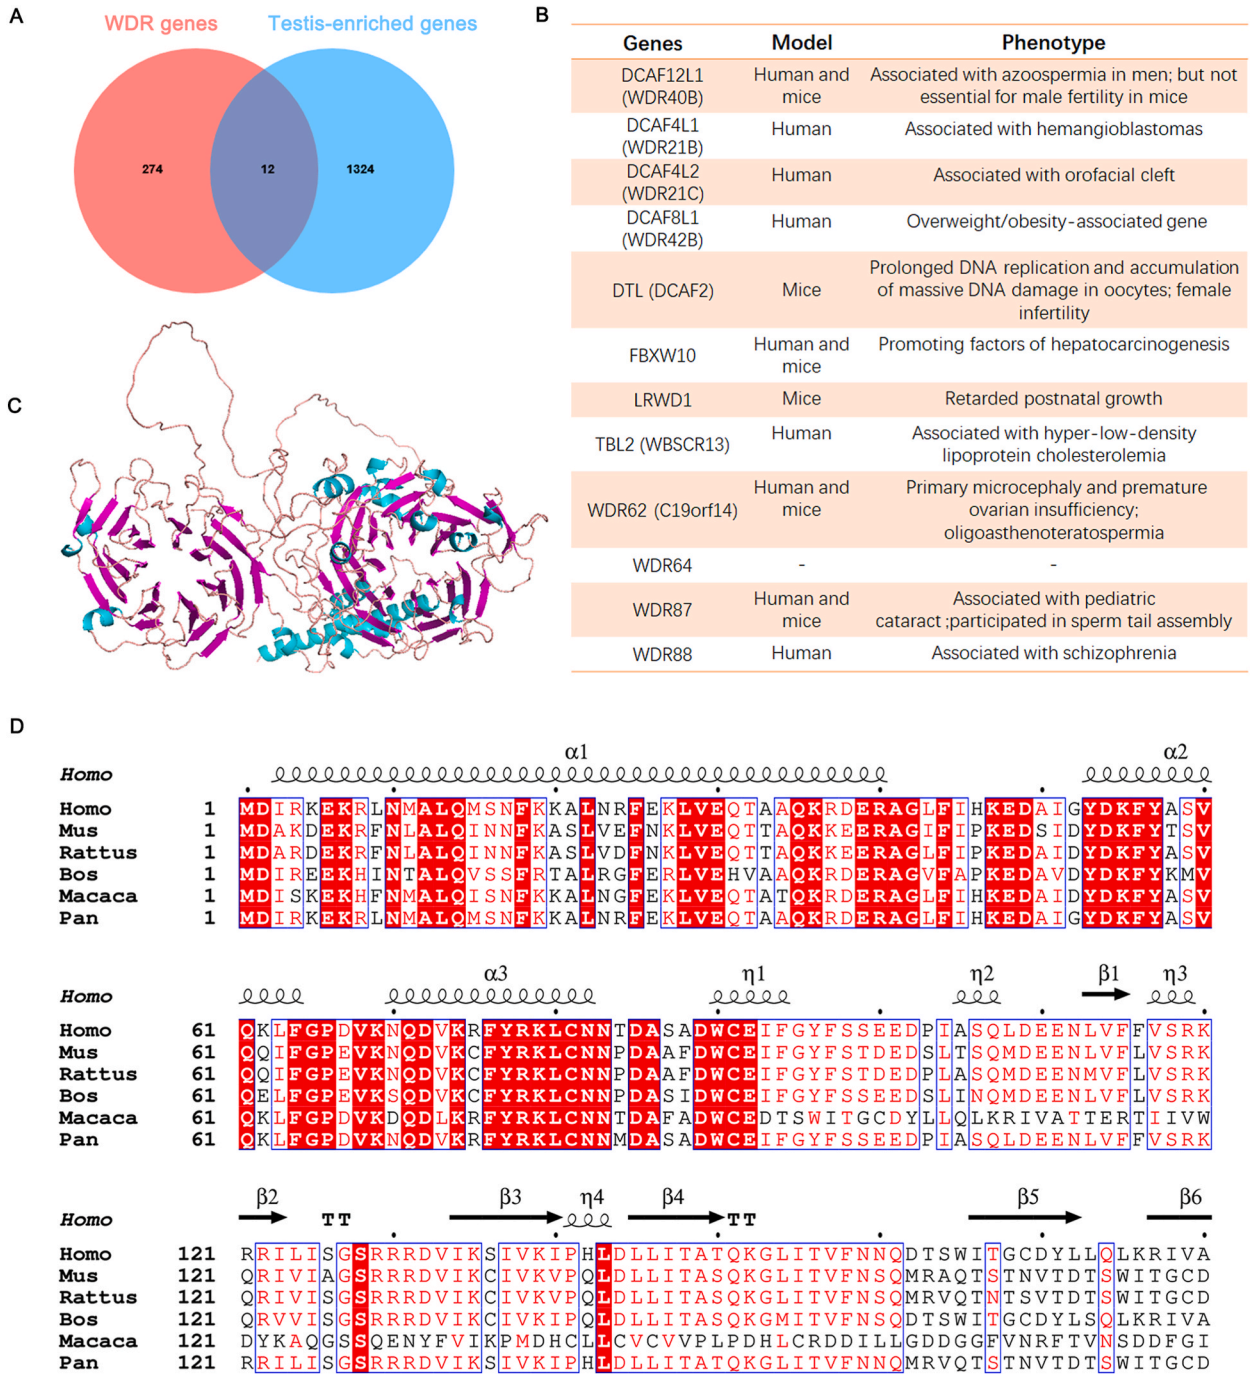 A
WDR genes
Testis-enriched genes
274
12
1324
B
Genes Model Phenotype
DCAF12L1 (WDR40B) Human and mice Associated with azoospermia in men; but not essential for male fertility in mice
DCAF4L1 (WDR21B) Human Associated with hemangioblastomas
DCAF4L2 (WDR21C) Human Associated with orofacial cleft
DCAF8L1 (WDR42B) Human Overweight/obesity-associated gene
DTL (DCAF2) Mice Prolonged DNA replication and accumulation of massive DNA damage in oocytes; female infertility
FBXW10 Human and mice Promoting factors of hepatocarcinogenesis
LRWD1 Mice Retarded postnatal growth
TBL2 (WBSCR13) Human Associated with hyper-low-density lipoprotein cholesterolemia
WDR62 (C19orf14) Human and mice Primary microcephaly and premature ovarian insufficiency; oligoasthenoteratospermia
WDR64 - -
WDR87 Human and mice Associated with pediatric cataract ;participated in sperm tail assembly
WDR88 Human Associated with schizophrenia
C
D
α1 α2
Homo
Homo 1 MDIRKEKRLNMALQMSNFKKALNRFEKLVEQTAAQKRDERAGLFIHKEDAIGYDKFYASV
Mus 1 MDAKDEKRFNLALQINNFKASLVEFNKLVEQTTAQKKEERAGLFIPKEDSIDYDKFYTSV
Rattus 1 MDARDEKRFNLALQINNFKASLVDFNKLVEQTTAQKKEERAGLFIPKEDAIDYDKFYASV
Bos 1 MDIREEKHINTALQVSSFRTALRGFERLVEHVAAQKRDERAGVFAPKEDAVDYDKFYKMV
Macaca 1 MDISKEKHFNMALQMSNFKKALNGFEKLVEQTATQKRDERAGLFIPKEDAIGYDKFYASV
Pan 1 MDIRKEKRLNMALQMSNFKKALNRFEKLVEQTAAQKRDERAGLFIHKEDAIGYDKFYASV
α3 η1 η2 β1 η3
Homo
Homo 61 QKLFGPDVKNQDVKRFYRKLCNNTDASADWCEIFGYFSSEEDPIASQLDEENLVFFVSRK
Mus 61 QQIFGPEVKNQDVKCFYRKLCNNPDAAFDWCEIFGYFSTDEDSLTSQMDEENLVFLVSRK
Rattus 61 QQIFGPEVKNQDVKCFYRKLCNNPDAAFDWCEIFGYFSTDEDPLASQMDEENMVFLVSRK
Bos 61 QELFGPEVKSQDVKCFYRKLCNNPDASIDWCEIFGYFSSEEDSLINQMDEENLVFLVSRK
Macaca 61 QKLFGPDVKDQDLKRFYRKLCNNTDAFADWCEDTSWITGCDYLLQLKRIVATTERTIIVW
Pan 61 QKLFGPDVKNQDVKRFYRKLCNNMDASADWCEIFGYFSSEEDPIASQLDEENLVFFVSRK
β2 β3 η4 β4 β5 β6
Homo TT TT
Homo 121 RRILISGSRRRDVIKSIVKIPHLDLLITATQKGLITVFNNQDTSWITGCDYLLQLKRIVA
Mus 121 QRIVIAGSRRRDVIKCIVKVPQLDLLITASQKGLITVFNSQMRAQTSTNVTDTSWITGCD
Rattus 121 QRVVISGSRRRDVIKCIVKVPQLDLLITASQKGLITVFNSQMRVQTNTSVTDTSWITGCD
Bos 121 QRVVISGSRRRDVIKCIVKIPQLDLLITASQKGMITVFNSQDTSWITGCDYLSQLKRIVA
Macaca 121 DYKAQGSSQENYFVIKPMDHCLLCVCVVPLPDHLCRDDILLGDDGGFVNRFTVNSDDFGI
Pan 121 RRILISGSRRRDVIKSIVKIPHLDLLITATQKGLITVFNNQMRVQTSTNVTDTSWITGCD